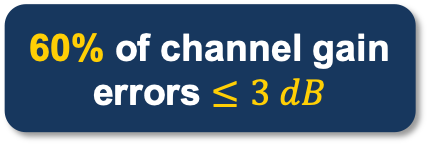 60% of channel gain
errors ≤ 3 dB